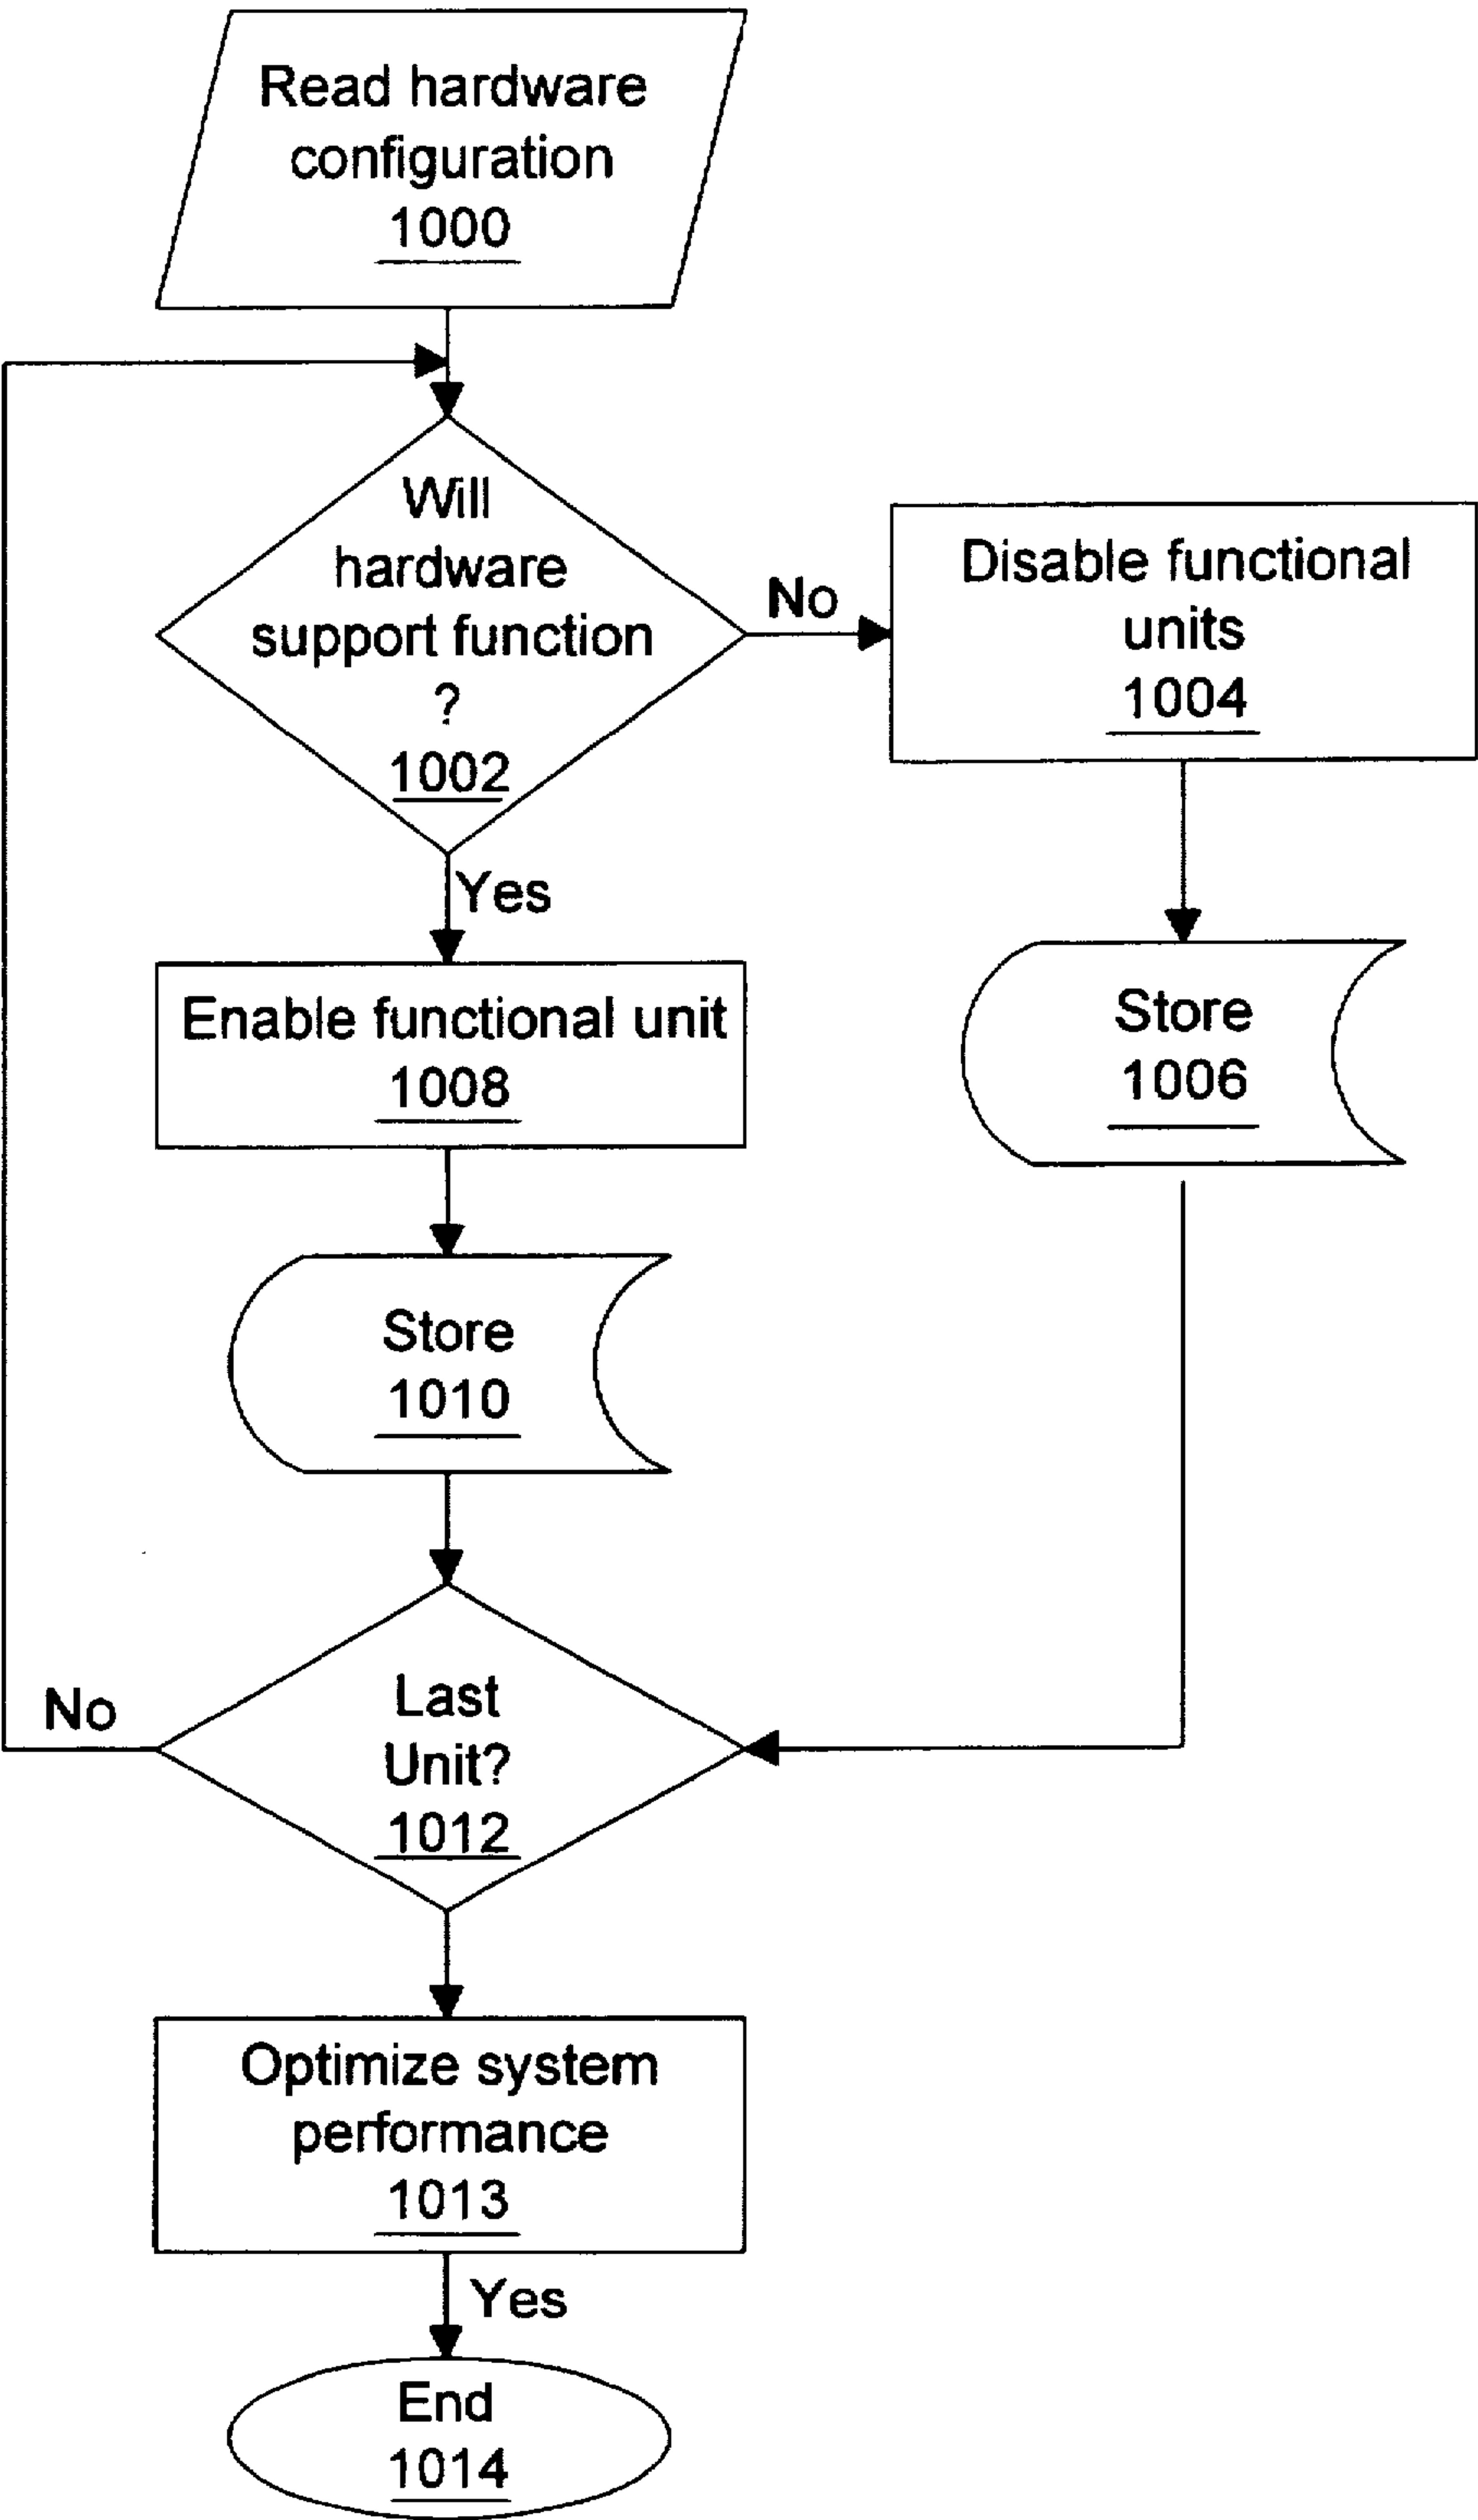 Read hardware
configuration
1000
Will
hardware
support function
?
1002
No
Disable functional
units
1004
Yes
Enable functional unit
1008
Store
1006
Store
1010
No
Last
Unit?
1012
Optimize system
performance
1013
Yes
End
1014